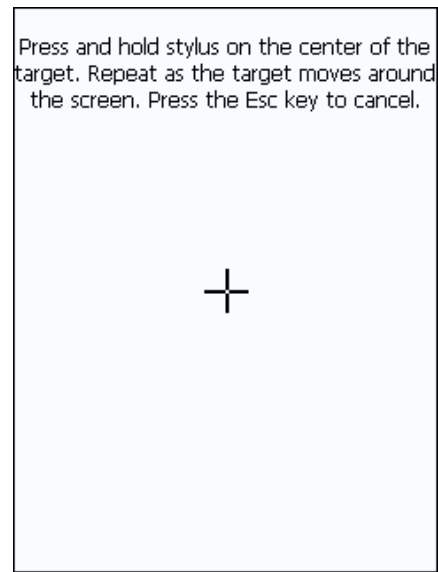 Press and hold stylus on the center of the
target. Repeat as the target moves around
the screen. Press the Esc key to cancel.